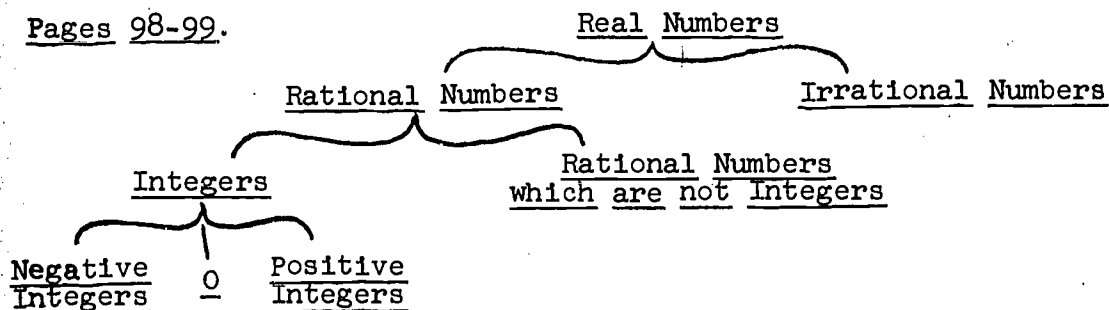 Pages 98-99.
Real Numbers
Rational Numbers
Irrational Numbers
Integers
Rational Numbers
which are not Integers
Negative
Integers
0
Positive
Integers